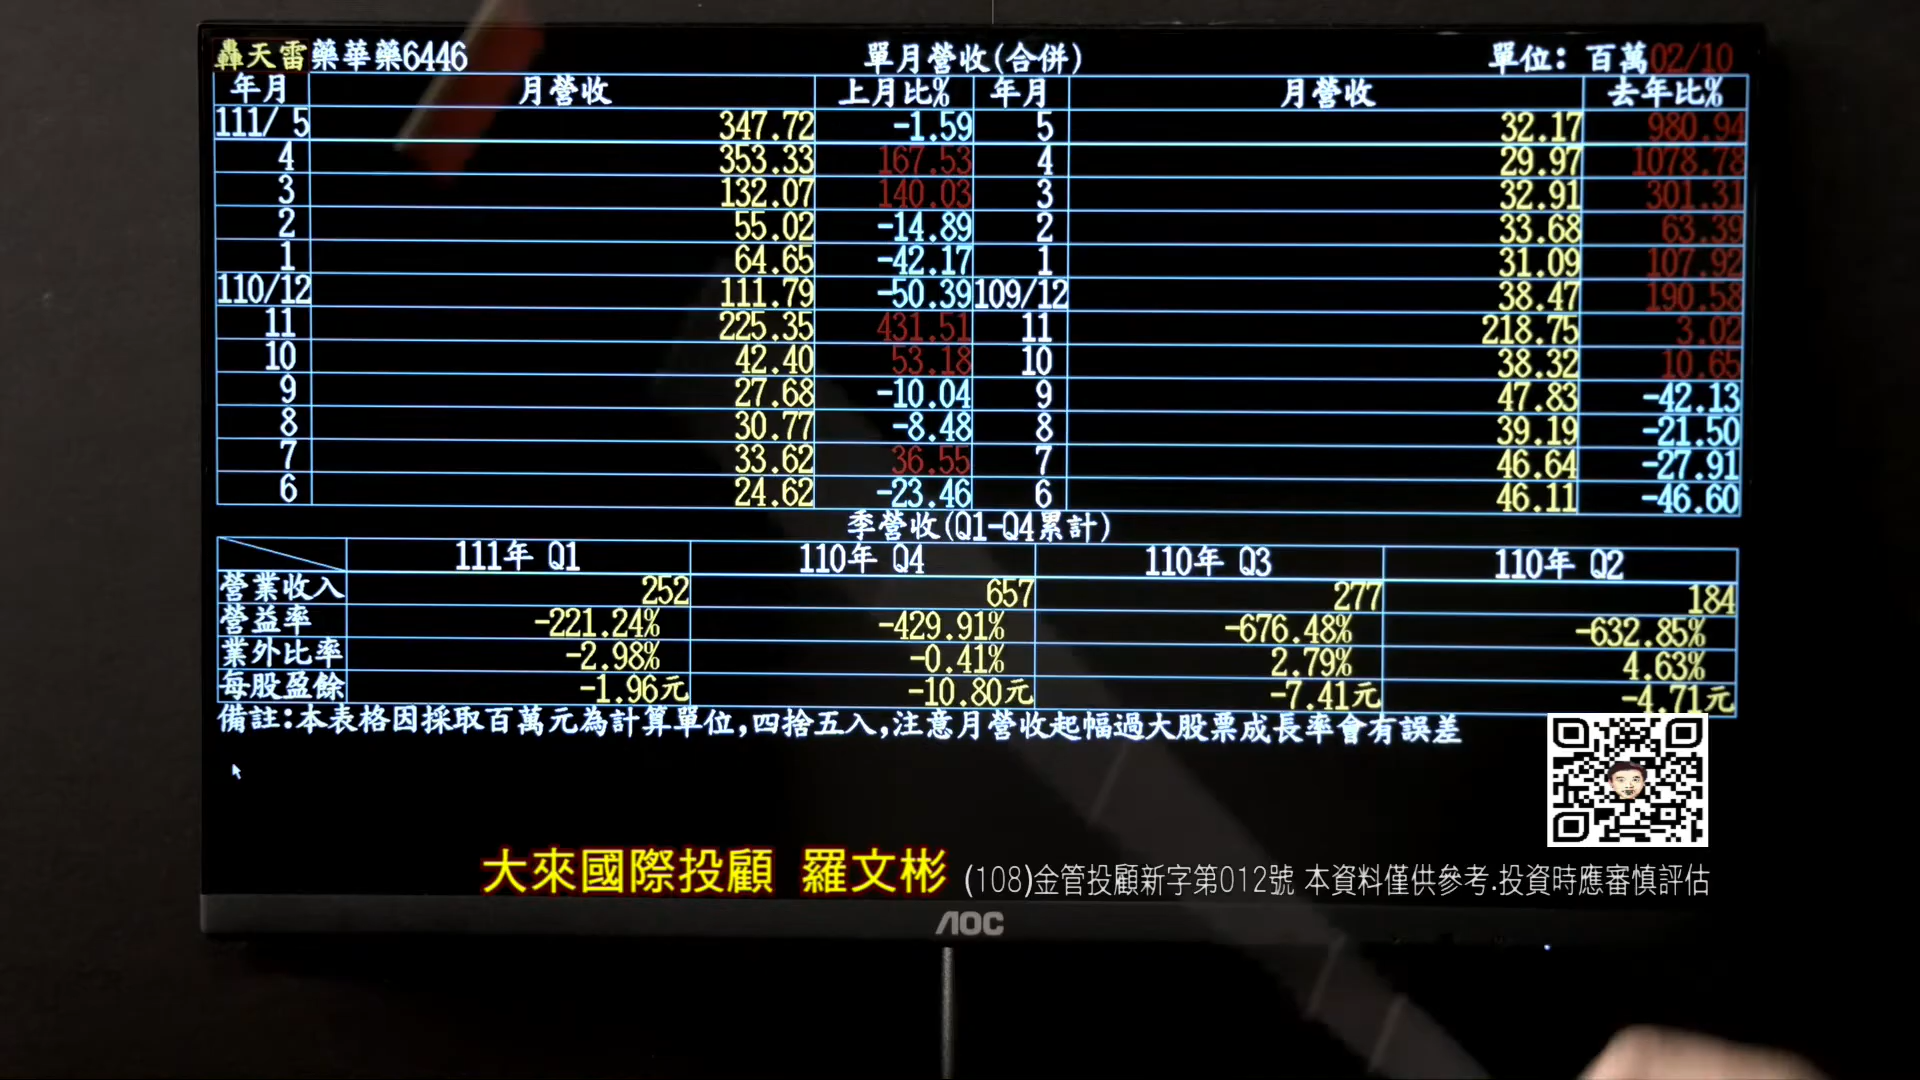 轟天雷 藥華藥6446 單月營收(合併) 單位: 百萬 02/10
年月 月營收 上月比% 年月 月營收 去年比%
111/ 5 347.72 -1.59 5 32.17 980.94
4 353.33 167.53 4 29.97 1078.78
3 132.07 140.03 3 32.91 301.31
2 55.02 -14.89 2 33.68 63.39
1 64.65 -42.17 1 31.09 107.92
110/12 111.79 -50.39 109/12 38.47 190.58
11 225.35 431.51 11 218.75 3.02
10 42.40 53.18 10 38.32 10.65
9 27.68 -10.04 9 47.83 -42.13
8 30.77 -8.48 8 39.19 -21.50
7 33.62 36.55 7 46.64 -27.91
6 24.62 -23.46 6 46.11 -46.60
季營收(Q1-Q4累計)
111年 Q1 110年 Q4 110年 Q3 110年 Q2
營業收入 252 657 277 184
營益率 -221.24% -429.91% -676.48% -632.85%
業外比率 -2.98% -0.41% 2.79% 4.63%
每股盈餘 -1.96元 -10.80元 -7.41元 -4.71元
備註:本表格因採取百萬元為計算單位,四捨五入,注意月營收起幅過大股票成長率會有誤差
大來國際投顧 羅文彬 (108)金管投顧新字第012號 本資料僅供參考.投資時應審慎評估
AOC